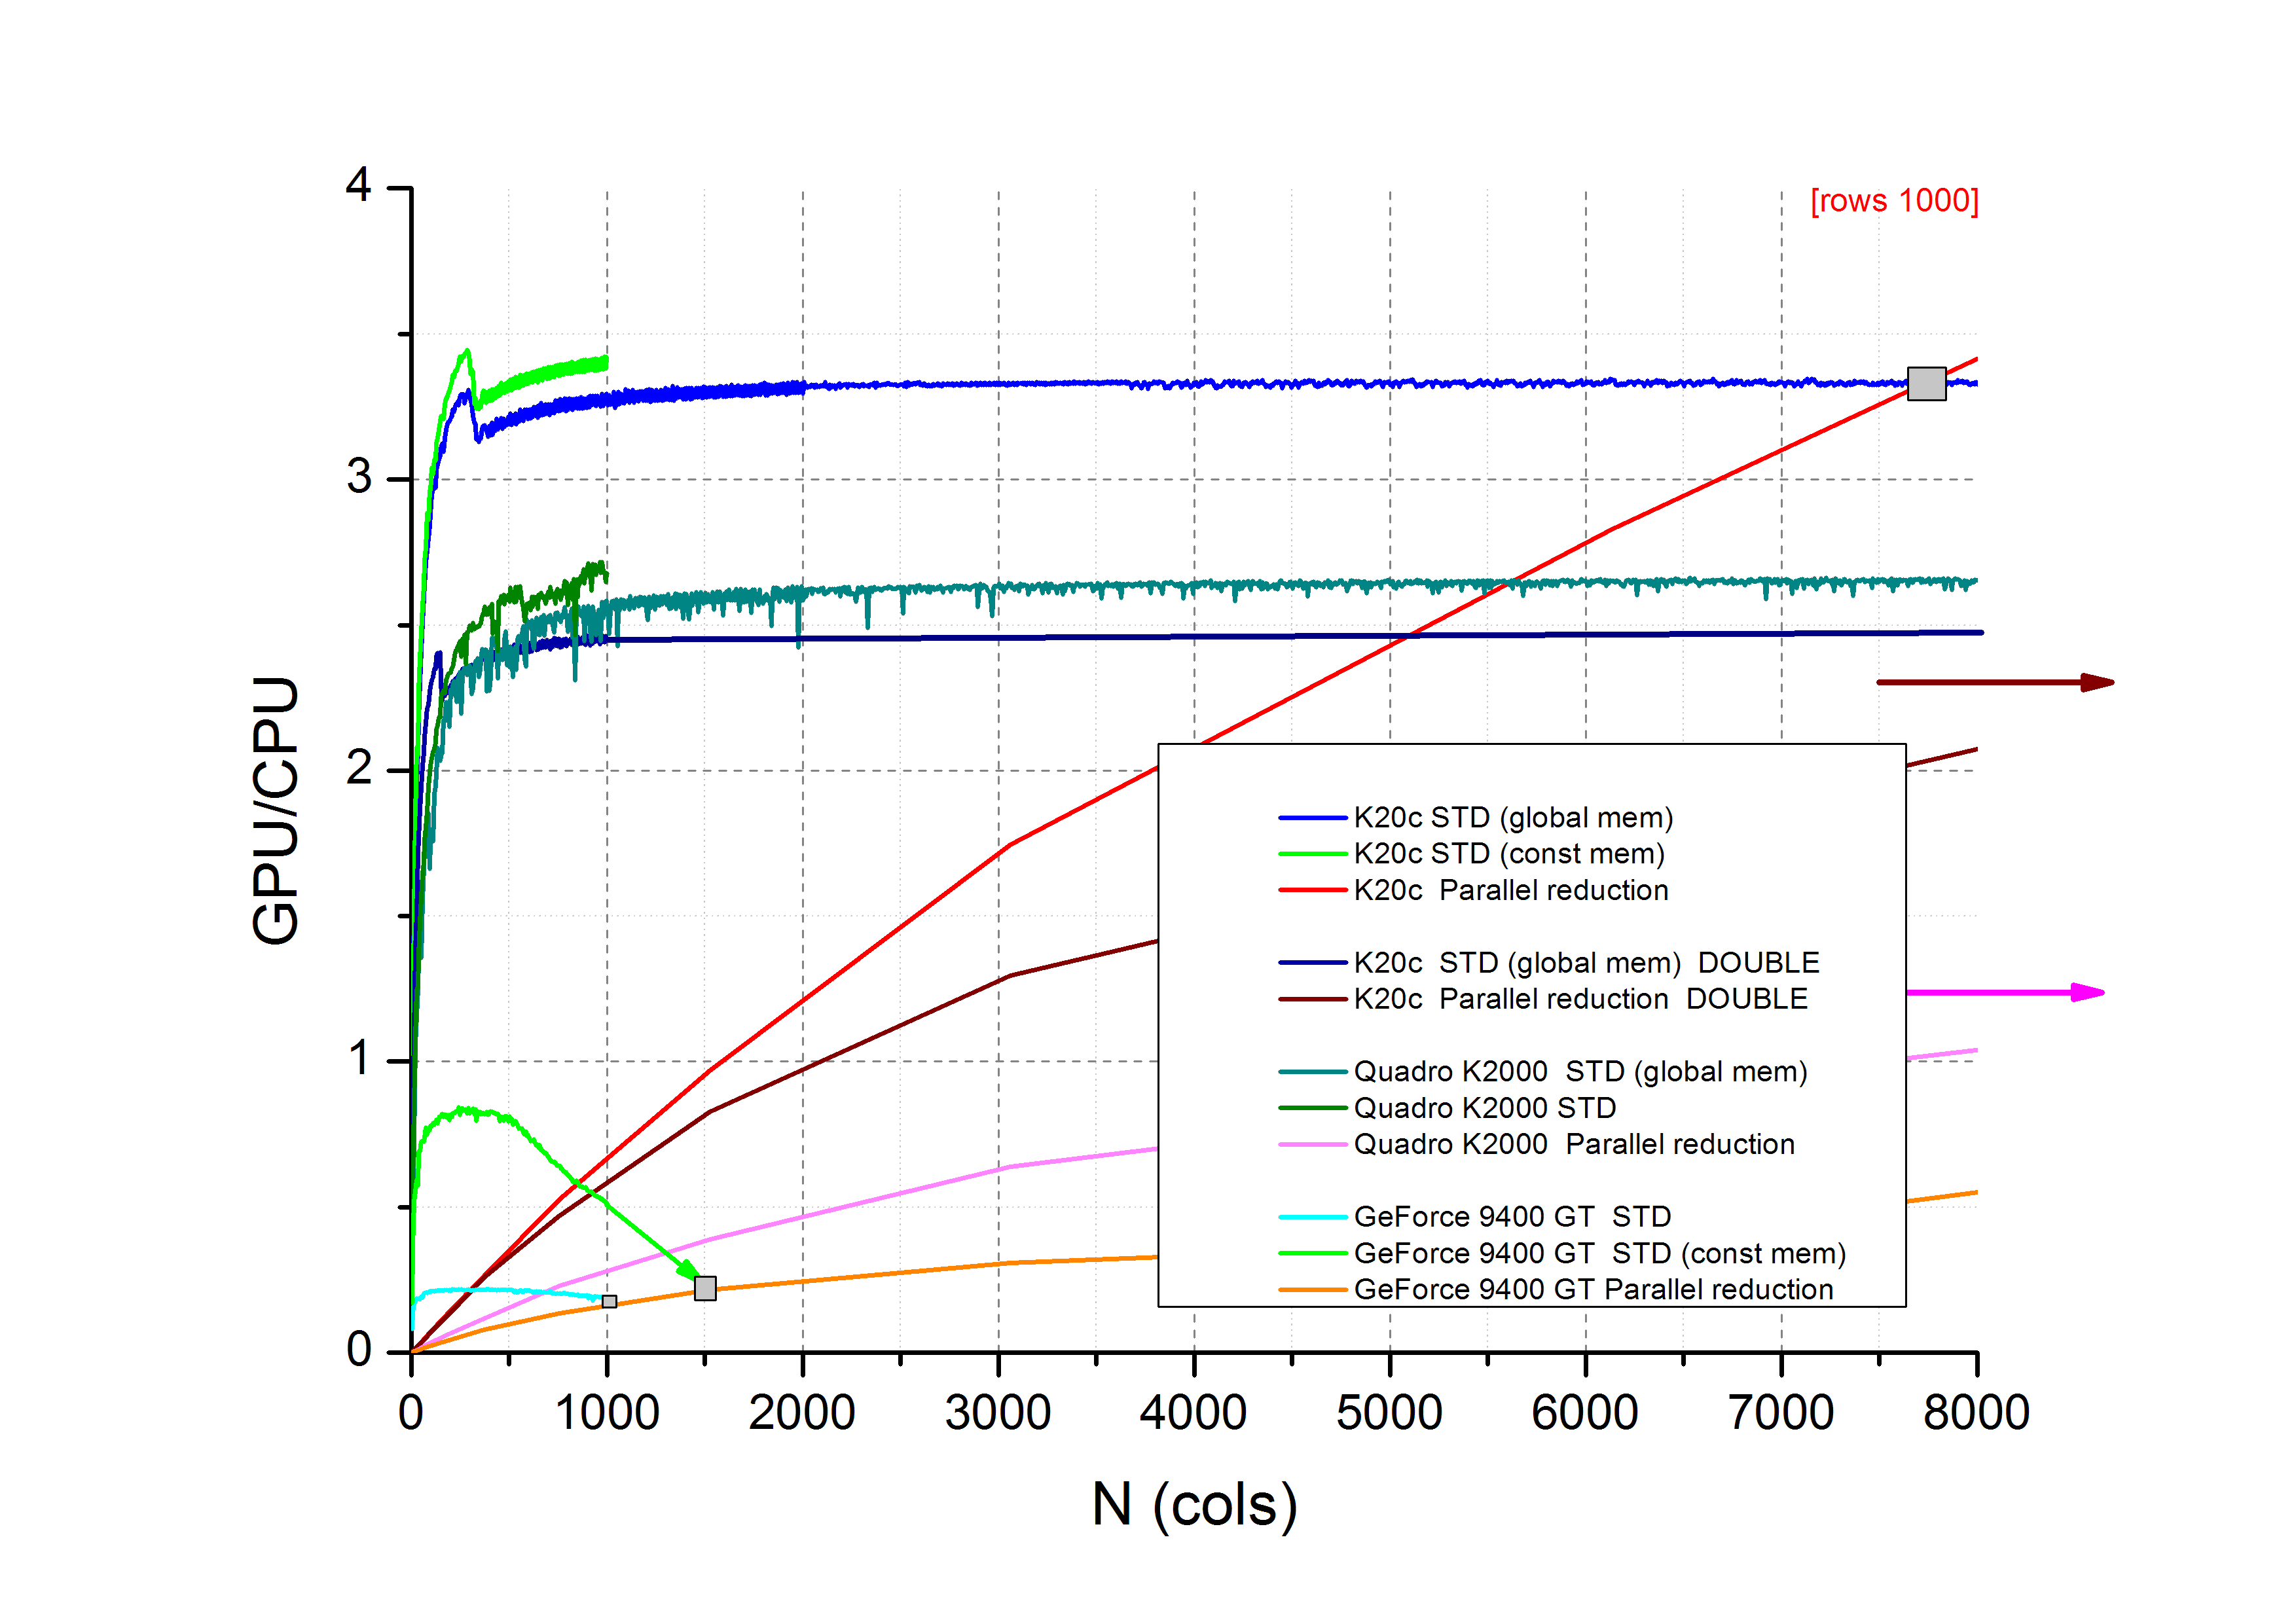 [rows 1000]
4
3
2
1
0
GPU/CPU
K20c STD (global mem)
K20c STD (const mem)
K20c  Parallel reduction
K20c  STD (global mem)  DOUBLE
K20c  Parallel reduction  DOUBLE
Quadro K2000  STD (global mem)
Quadro K2000 STD
Quadro K2000  Parallel reduction
GeForce 9400 GT  STD
GeForce 9400 GT  STD (const mem)
GeForce 9400 GT Parallel reduction
0 1000 2000 3000 4000 5000 6000 7000 8000
N (cols)